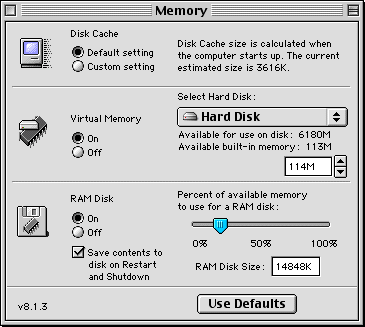 Memory
Disk Cache
Default setting
Custom setting
Disk Cache size is calculated when
the computer starts up. The current
estimated size is 3616K.
Select Hard Disk:
Hard Disk
Virtual Memory
On
Off
Available for use on disk: 6180M
Available built-in memory: 113M
114M
RAM Disk
On
Off
Save contents to
disk on Restart
and Shutdown
Percent of available memory
to use for a RAM disk:
0% 50% 100%
RAM Disk Size: 14848K
v8.1.3
Use Defaults